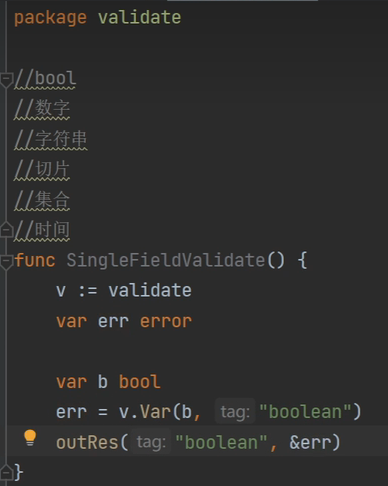 package validate
//bool
//数字
//字符串
//切片
//集合
//时间
func SingleFieldValidate() {
v := validate
var err error
var b bool
err = v.Var(b, tag: "boolean")
outRes( tag: "boolean", &err)
}